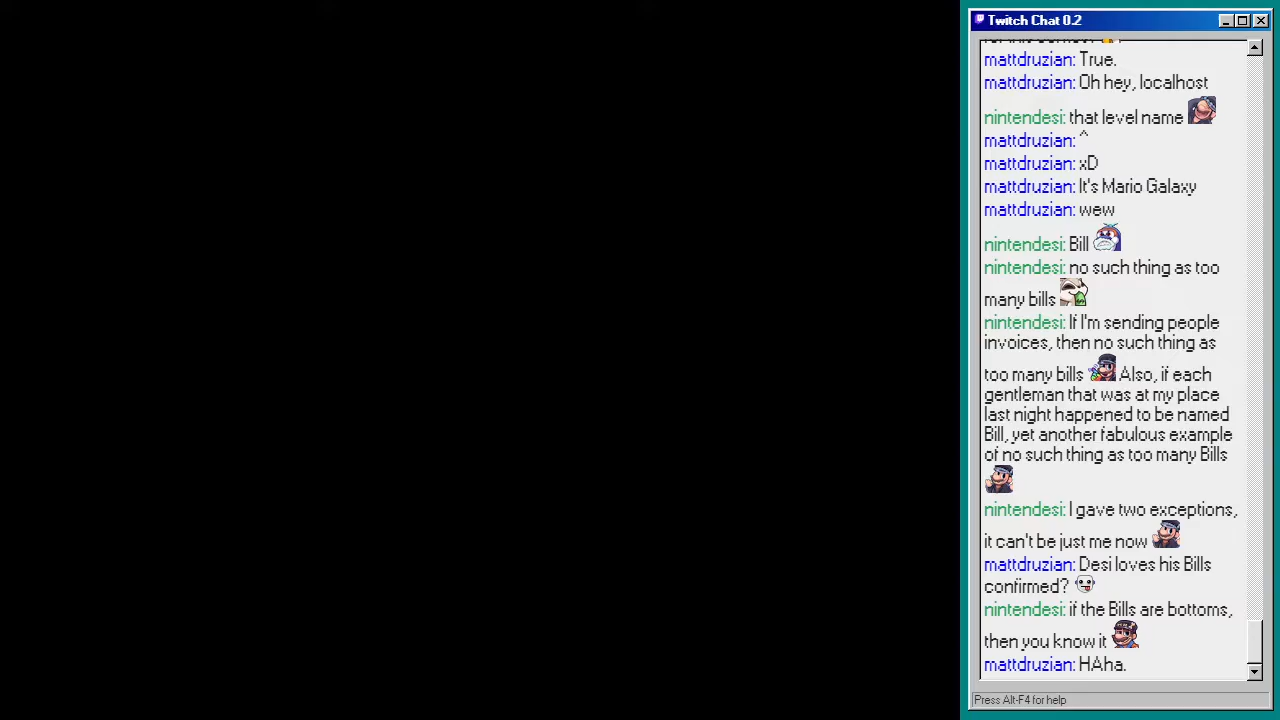 Twitch Chat 0.2
mattdruzian: True.
mattdruzian: Oh hey, localhost
nintendesi: that level name
mattdruzian: ^
mattdruzian: xD
mattdruzian: It's Mario Galaxy
mattdruzian: wew
nintendesi: Bill
nintendesi: no such thing as too
many bills
nintendesi: If I'm sending people
invoices, then no such thing as
too many bills Also, if each
gentleman that was at my place
last night happened to be named
Bill, yet another fabulous example
of no such thing as too many Bills
nintendesi: I gave two exceptions,
it can't be just me now
mattdruzian: Desi loves his Bills
confirmed?
nintendesi: if the Bills are bottoms,
then you know it
mattdruzian: HAha.
Press Alt-F4 for help